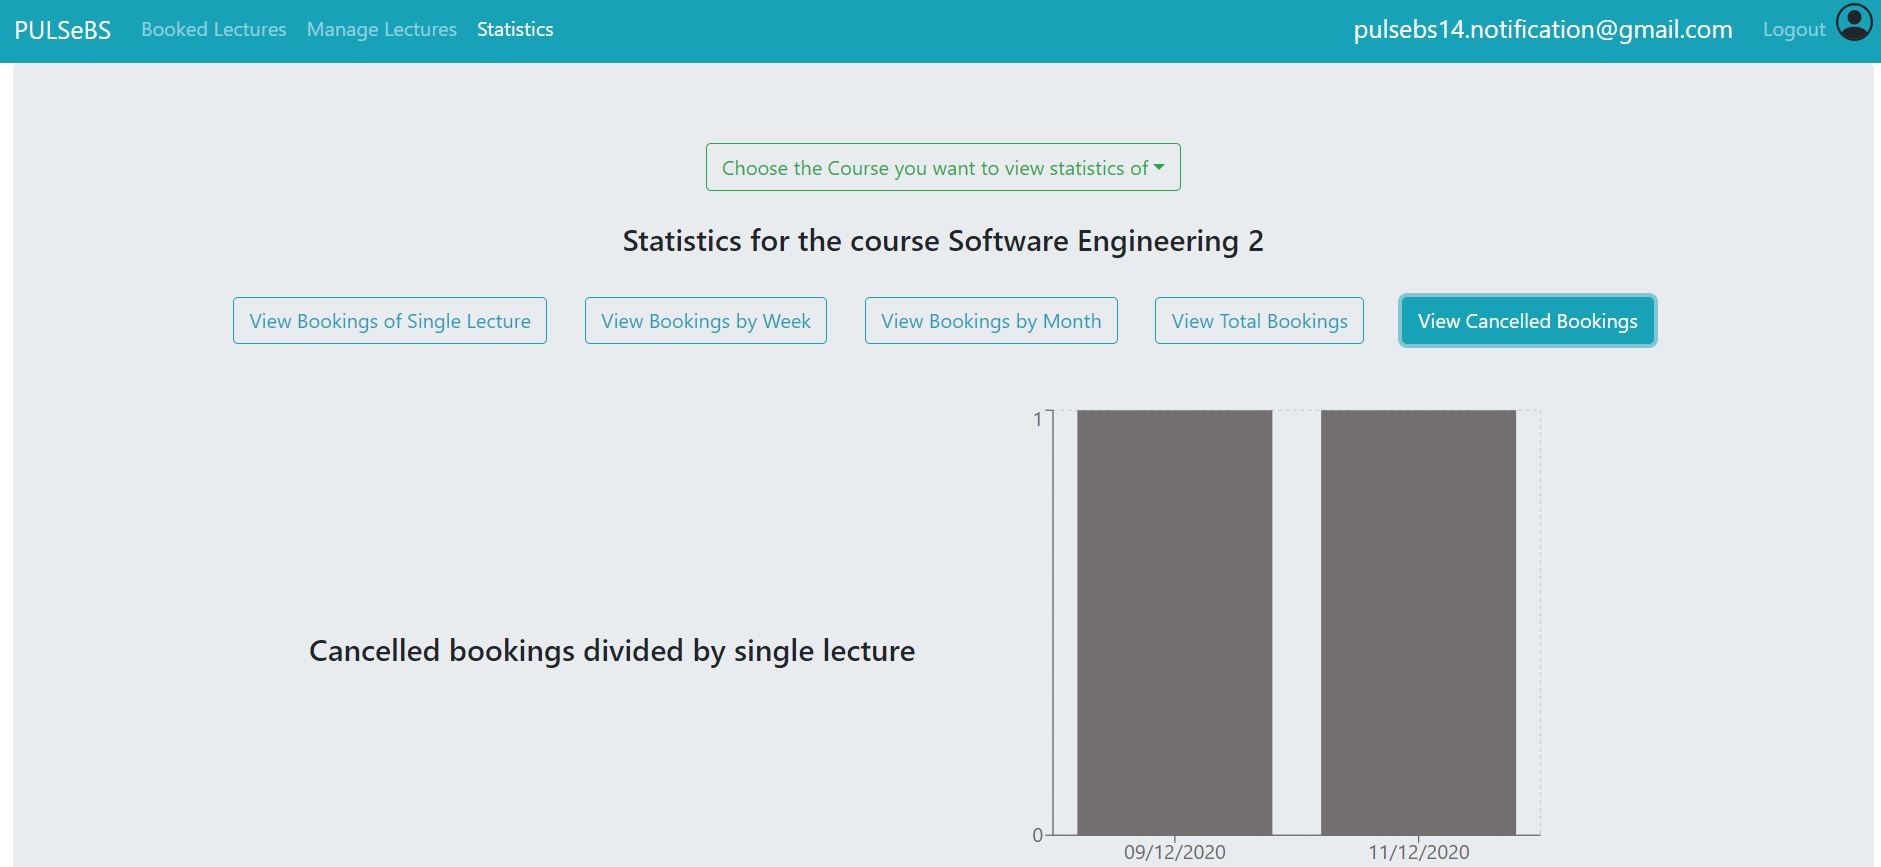 PULSeBS Booked Lectures Manage Lectures Statistics pulsebs14.notification@gmail.com Logout
Choose the Course you want to view statistics of
Statistics for the course Software Engineering 2
View Bookings of Single Lecture View Bookings by Week View Bookings by Month View Total Bookings View Cancelled Bookings
1
Cancelled bookings divided by single lecture
0
09/12/2020 11/12/2020